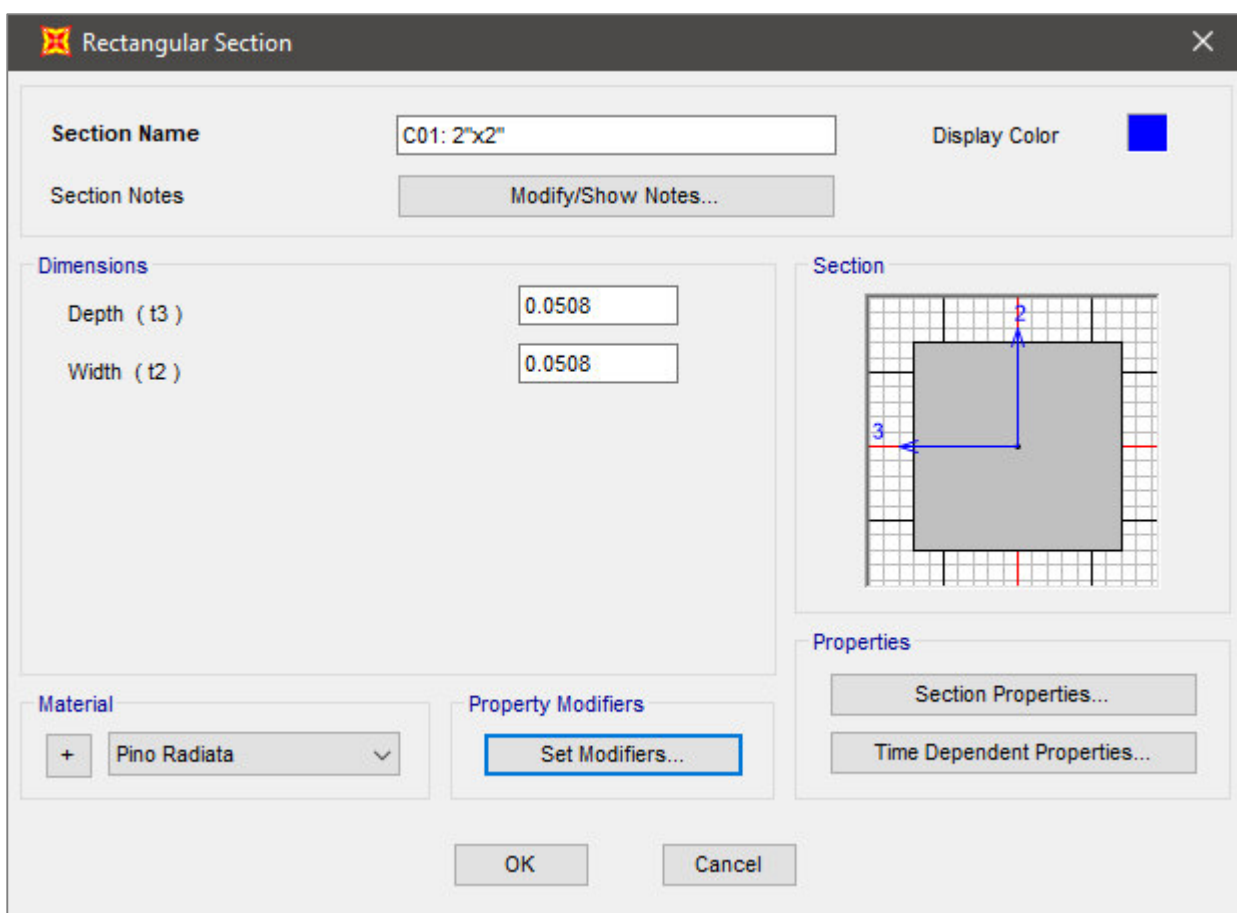 Rectangular Section
Section Name C01: 2"x2" Display Color
Section Notes Modify/Show Notes...
Dimensions
Depth ( t3 ) 0.0508
Width ( t2 ) 0.0508
Section
2
3
Properties
Section Properties...
Time Dependent Properties...
Material
+ Pino Radiata
Property Modifiers
Set Modifiers...
OK Cancel